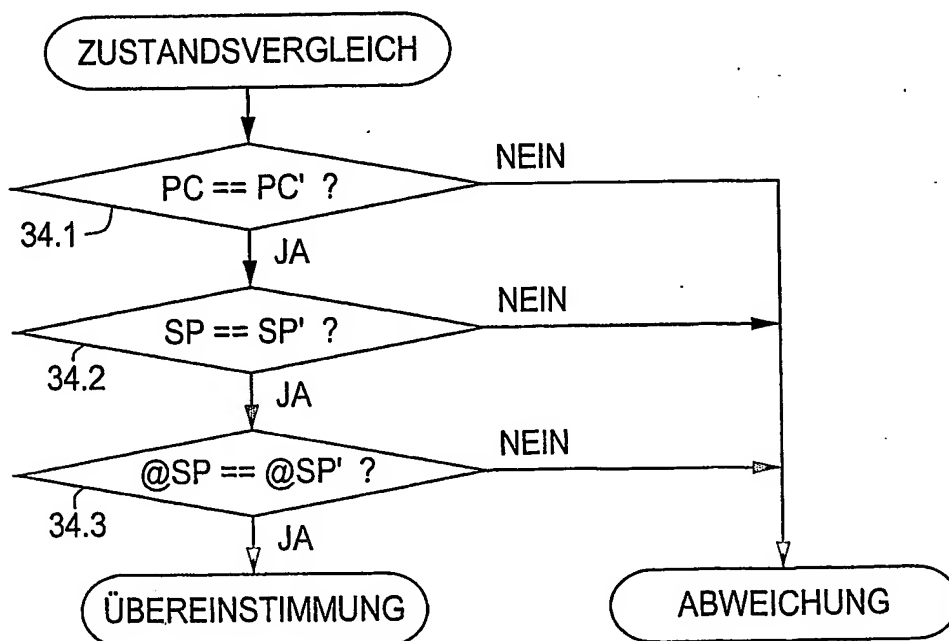 ZUSTANDSVERGLEICH
PC == PC' ?
NEIN
34.1
JA
SP == SP' ?
NEIN
34.2
JA
@SP == @SP' ?
NEIN
34.3
JA
ÜBEREINSTIMMUNG
ABWEICHUNG